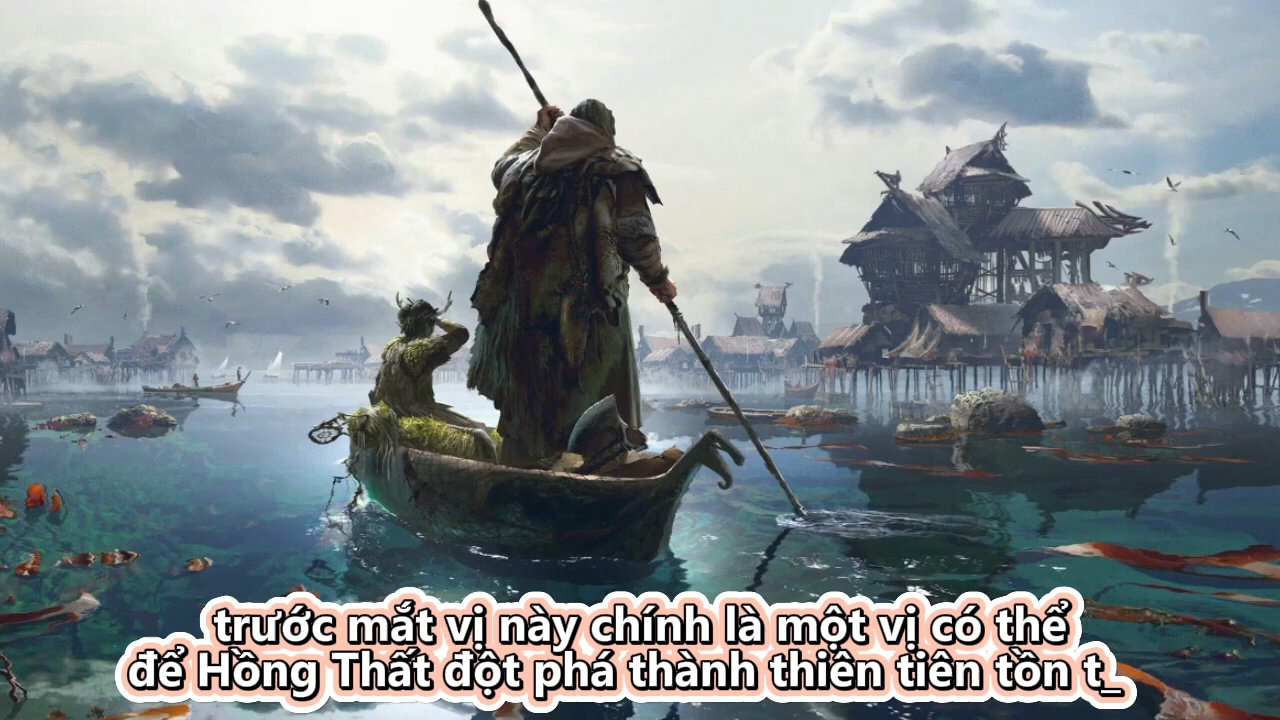 trước mắt vị này chính là một vị có thể
để Hồng Thất đột phá thành thiên tiên tồn t_